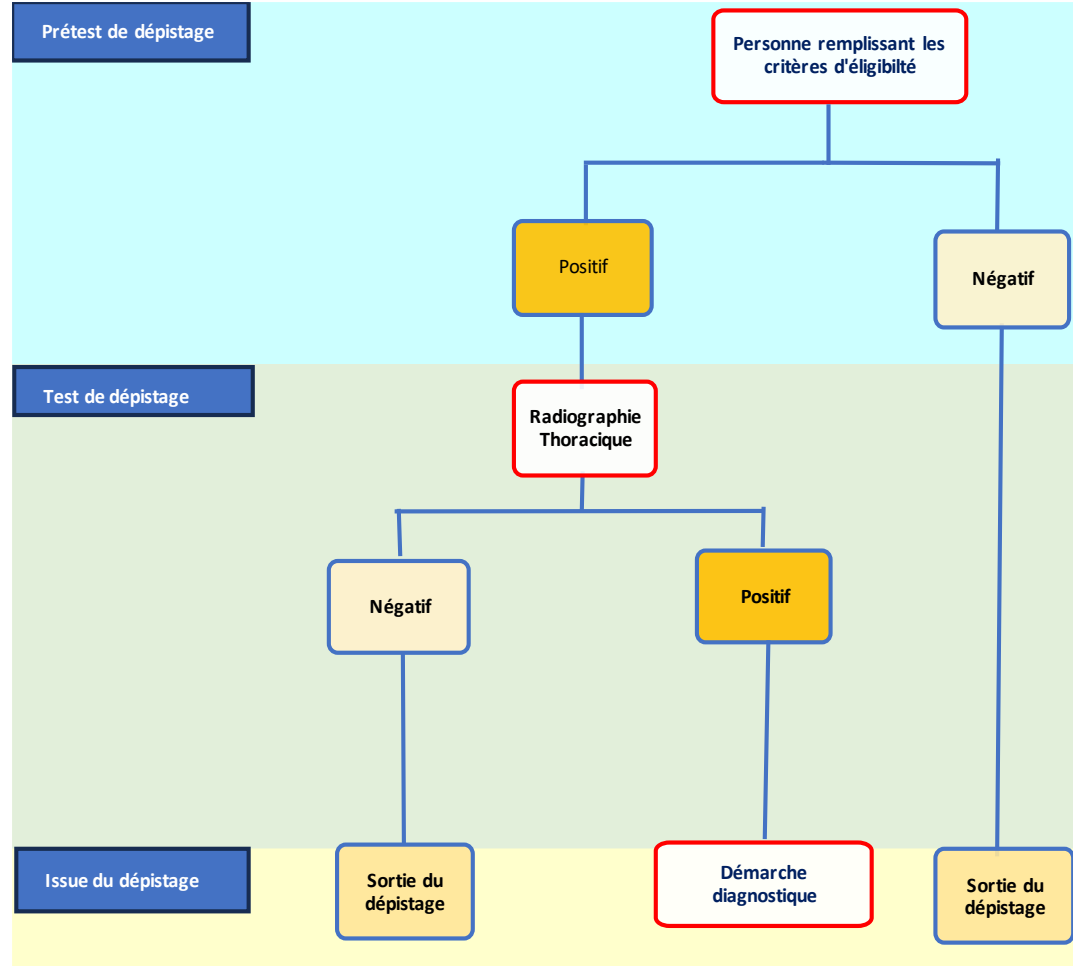 Prétest de dépistage
Personne remplissant les
critères d'éligibilté
Positif
Négatif
Test de dépistage
Radiographie
Thoracique
Négatif
Positif
Issue du dépistage
Sortie du
dépistage
Démarche
diagnostique
Sortie du
dépistage